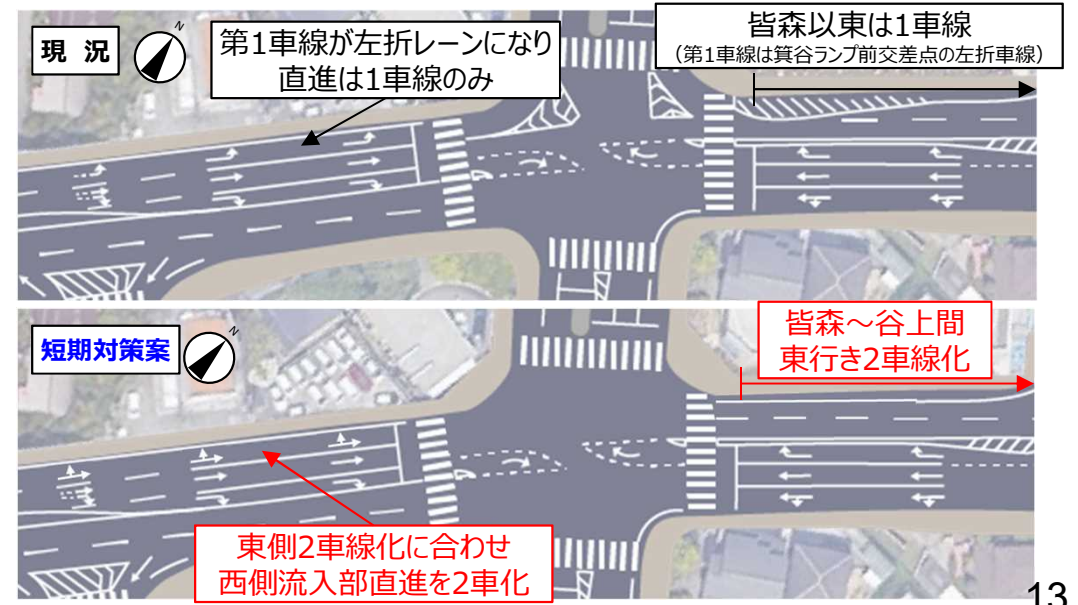 現 況
N
第1車線が左折レーンになり
直進は1車線のみ
皆森以東は1車線
(第1車線は箕谷ランプ前交差点の左折車線)
短期対策案
N
皆森～谷上間
東行き2車線化
東側2車線化に合わせ
西側流入部直進を2車化
13